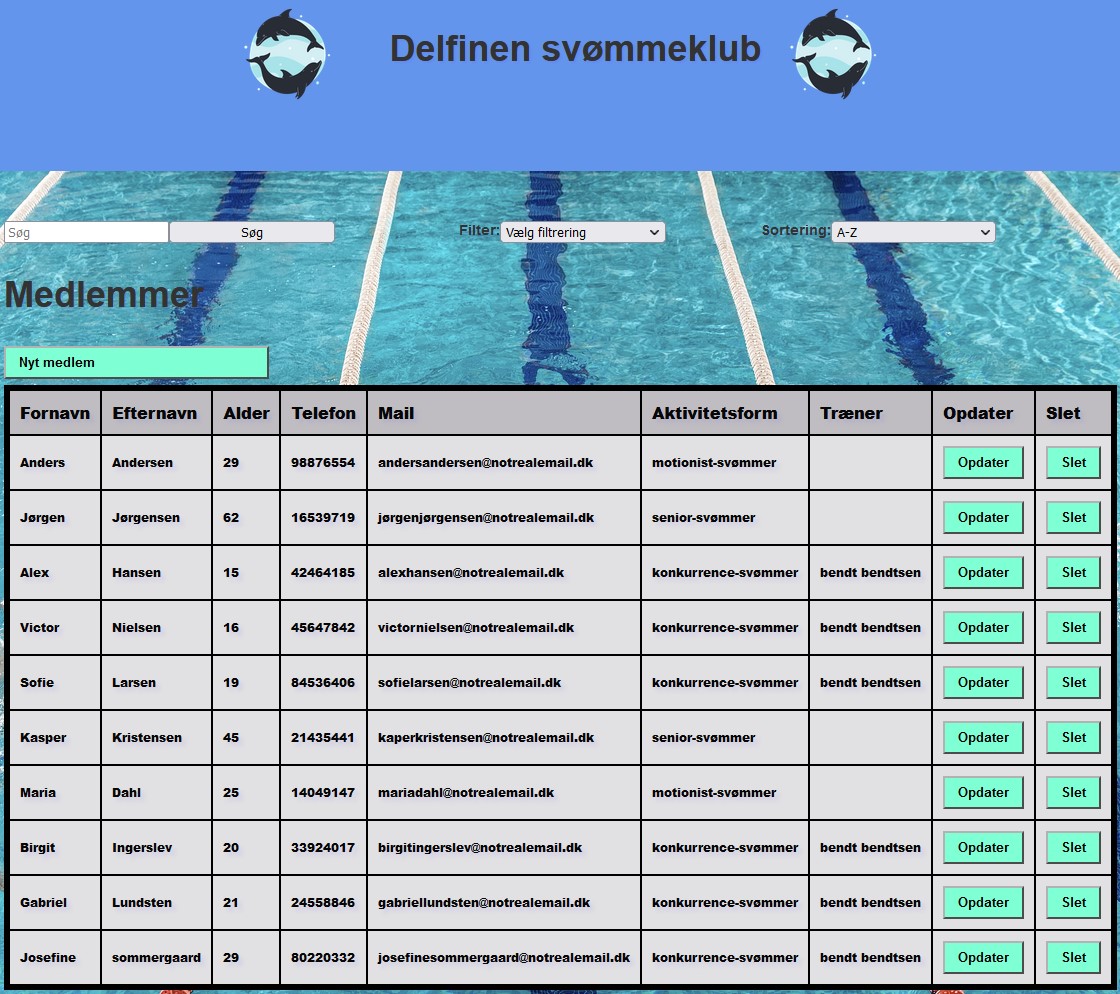 Delfinen svømmeklub
Søg Søg Filter: Vælg filtrering Sortering: A-Z
Medlemmer
Nyt medlem
Fornavn Efternavn Alder Telefon Mail Aktivitetsform Træner Opdater Slet
Anders Andersen 29 98876554 andersandersen@notrealemail.dk motionist-svømmer Opdater Slet
Jørgen Jørgensen 62 16539719 jørgenjørgensen@notrealemail.dk senior-svømmer Opdater Slet
Alex Hansen 15 42464185 alexhansen@notrealemail.dk konkurrence-svømmer bendt bendtsen Opdater Slet
Victor Nielsen 16 45647842 victornielsen@notrealemail.dk konkurrence-svømmer bendt bendtsen Opdater Slet
Sofie Larsen 19 84536406 sofielarsen@notrealemail.dk konkurrence-svømmer bendt bendtsen Opdater Slet
Kasper Kristensen 45 21435441 kaperkristensen@notrealemail.dk senior-svømmer Opdater Slet
Maria Dahl 25 14049147 mariadahl@notrealemail.dk motionist-svømmer Opdater Slet
Birgit Ingerslev 20 33924017 birgitingerslev@notrealemail.dk konkurrence-svømmer bendt bendtsen Opdater Slet
Gabriel Lundsten 21 24558846 gabriellundsten@notrealemail.dk konkurrence-svømmer bendt bendtsen Opdater Slet
Josefine sommergaard 29 80220332 josefinesommergaard@notrealemail.dk konkurrence-svømmer bendt bendtsen Opdater Slet